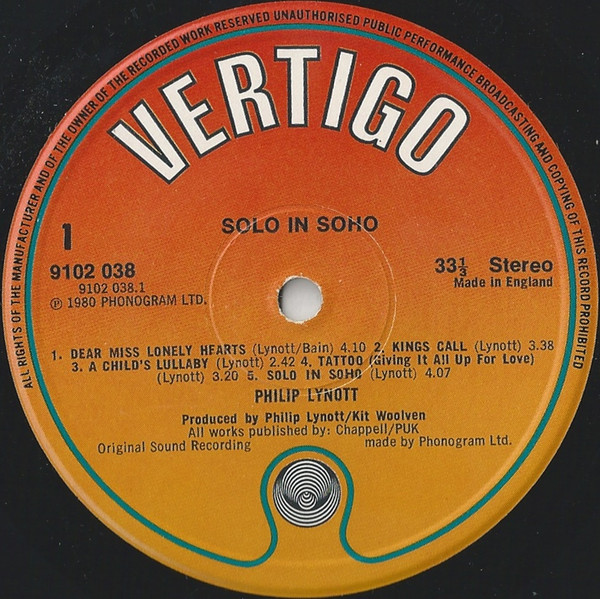 ALL RIGHTS OF THE MANUFACTURER AND OF THE OWNER OF THE RECORDED WORK RESERVED UNAUTHORISED PUBLIC PERFORMANCE BROADCASTING AND COPYING OF THIS RECORD PROHIBITED
VERTIGO
SOLO IN SOHO
1
9102 038
9102 038.1
℗ 1980 PHONOGRAM LTD.
33⅓ Stereo
Made in England
1. DEAR MISS LONELY HEARTS (Lynott/Bain) 4.10 2. KINGS CALL (Lynott) 3.38
3. A CHILD'S LULLABY (Lynott) 2.42 4. TATTOO (Giving It All Up For Love)
(Lynott) 3.20 5. SOLO IN SOHO (Lynott) 4.07
PHILIP LYNOTT
Produced by Philip Lynott/Kit Woolven
All works published by: Chappell/PUK
Original Sound Recording made by Phonogram Ltd.